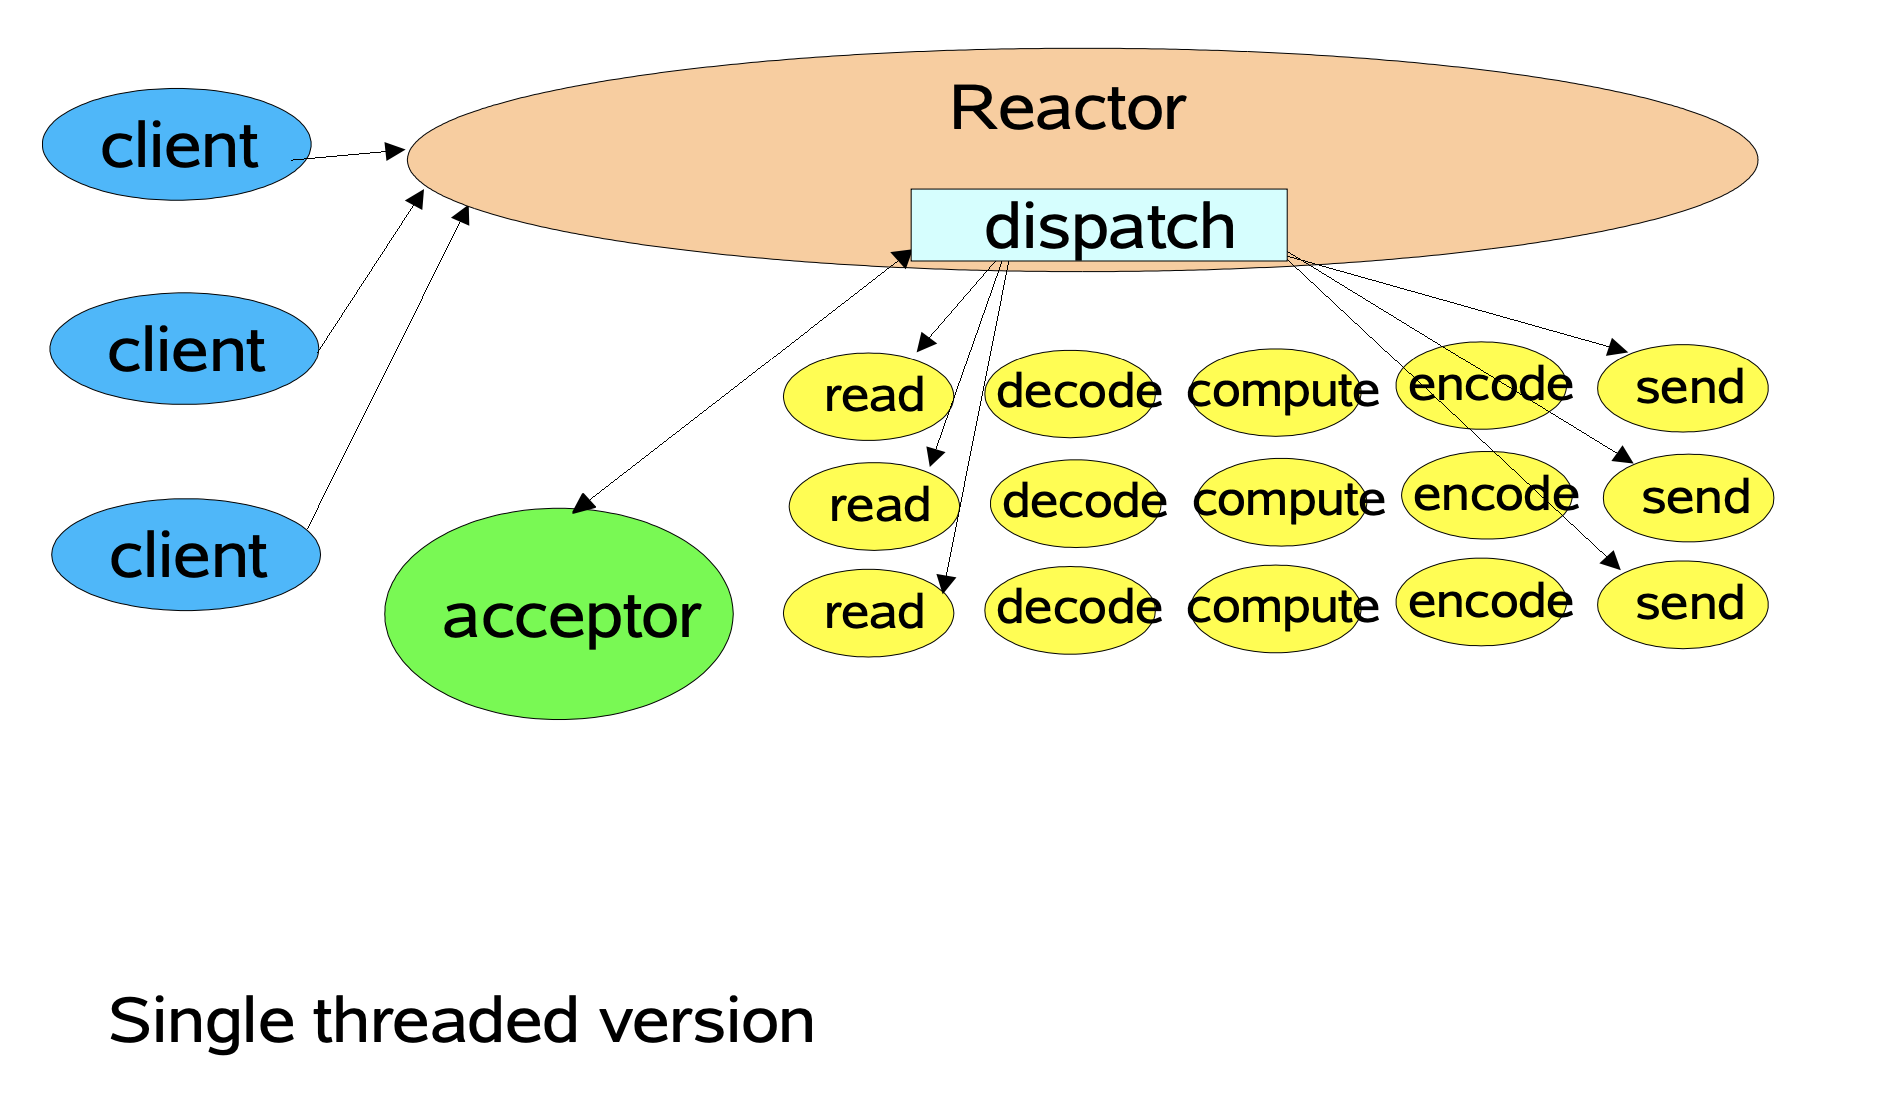 Reactor
client
dispatch
client
client
acceptor
read decode compute encode send
read decode compute encode send
read decode compute encode send
Single threaded version